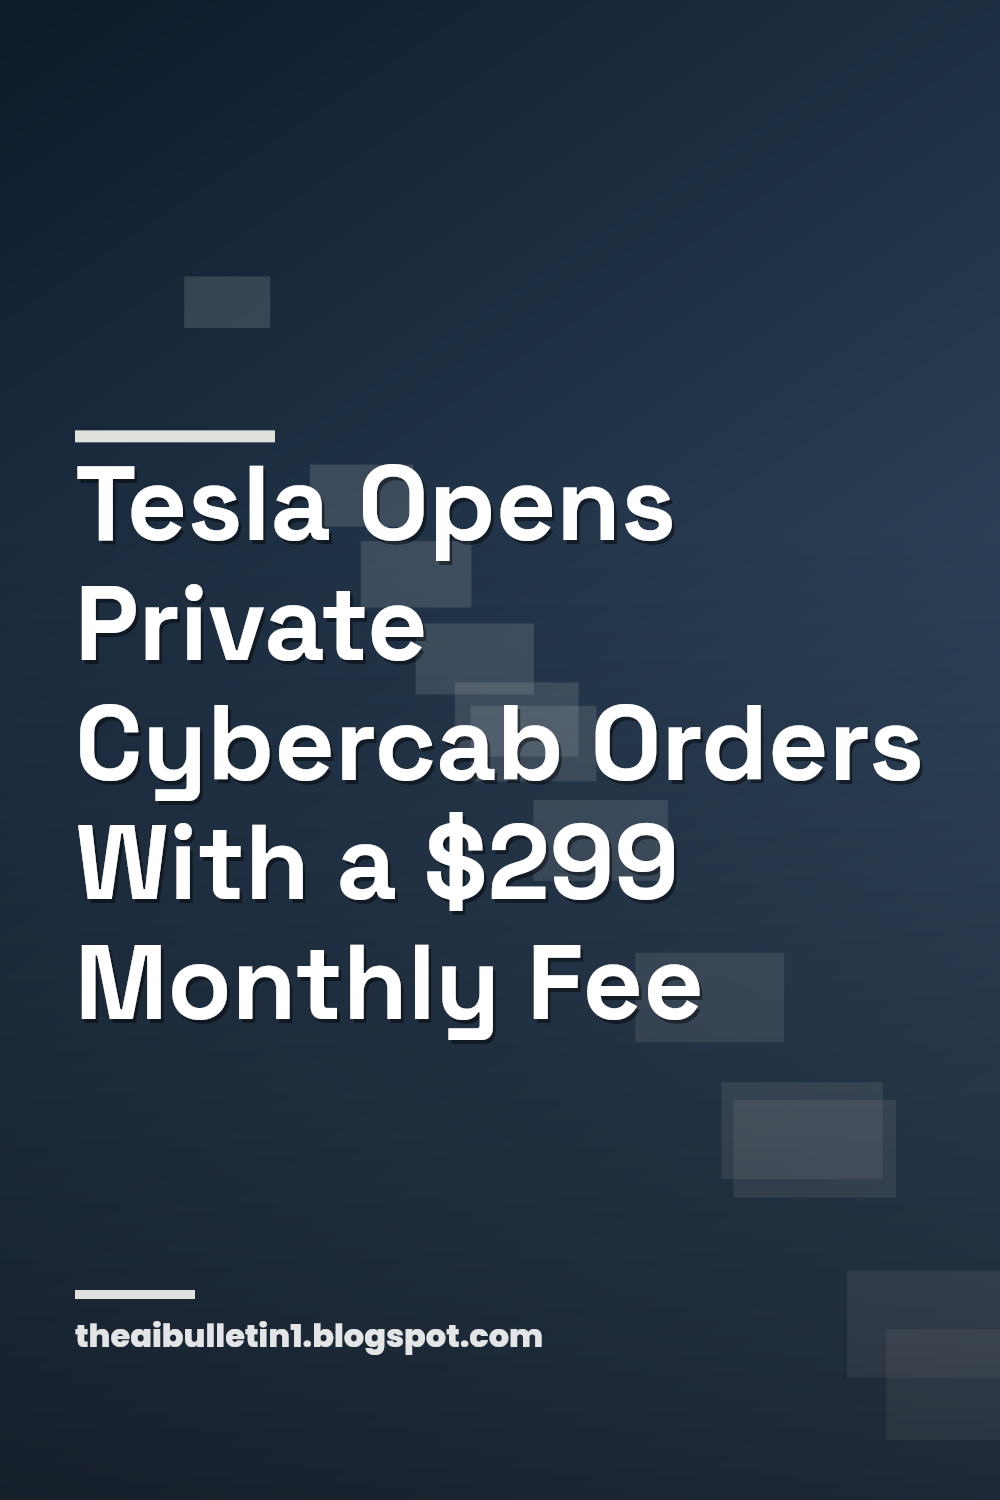 Tesla Opens
Private
Cybercab Orders
With a $299
Monthly Fee
theaibulletin1.blogspot.com